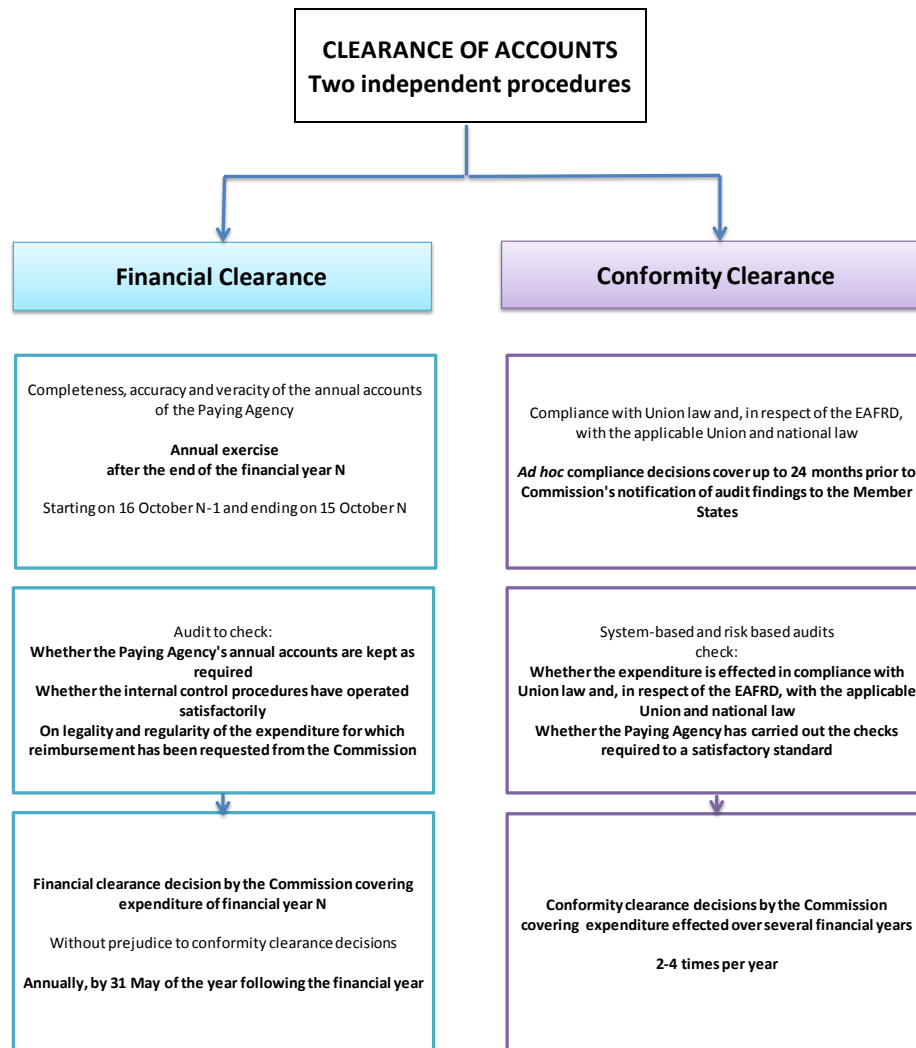 CLEARANCE OF ACCOUNTS
Two independent procedures
Financial Clearance
Completeness, accuracy and veracity of the annual accounts
of the Paying Agency
Annual exercise
after the end of the financial year N
Starting on 16 October N-1 and ending on 15 October N
Audit to check:
Whether the Paying Agency's annual accounts are kept as
required
Whether the internal control procedures have operated
satisfactorily
On legality and regularity of the expenditure for which
reimbursement has been requested from the Commission
Financial clearance decision by the Commission covering
expenditure of financial year N
Without prejudice to conformity clearance decisions
Annually, by 31 May of the year following the financial year
Conformity Clearance
Compliance with Union law and, in respect of the EAFRD,
with the applicable Union and national law
Ad hoc compliance decisions cover up to 24 months prior to
Commission's notification of audit findings to the Member
States
System-based and risk based audits
check:
Whether the expenditure is effected in compliance with
Union law and, in respect of the EAFRD, with the applicable
Union and national law
Whether the Paying Agency has carried out the checks
required to a satisfactory standard
Conformity clearance decisions by the Commission
covering expenditure effected over several financial years
2-4 times per year